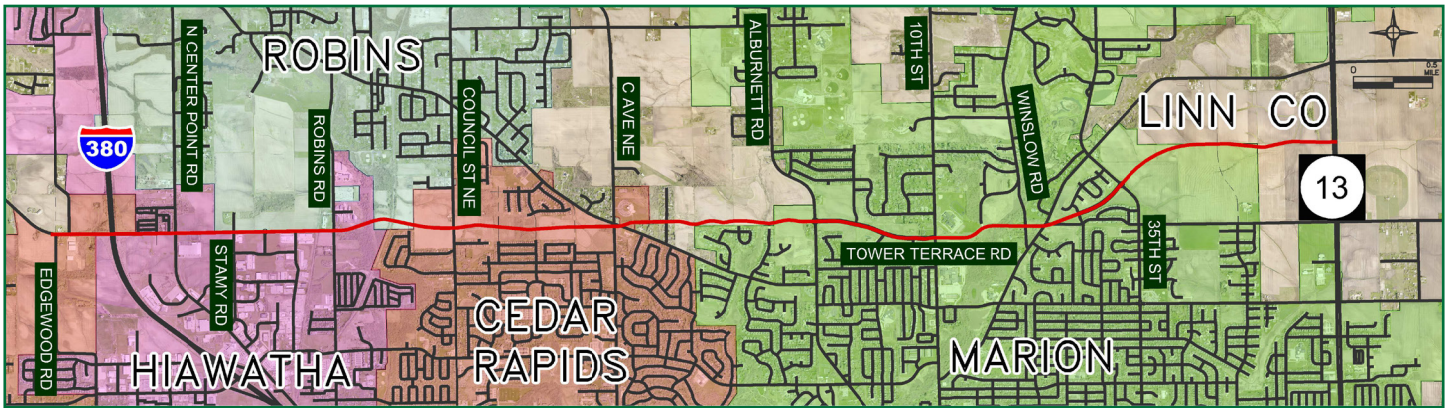 ROBINS
N CENTER POINT RD
380
ROBINS RD
COUNCIL ST NE
C AVE NE
ALBURNETT RD
10TH ST
WINSLOW RD
0
0.5
MILE
LINN CO
13
EDGEWOOD RD
STAMY RD
TOWER TERRACE RD
35TH ST
HIAWATHA
CEDAR
RAPIDS
MARION